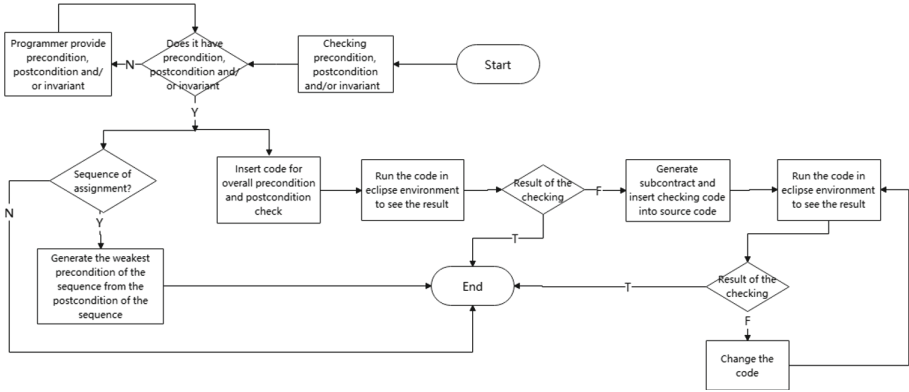 Programmer provide
precondition,
postcondition and/
or invariant
N
Does it have
precondition,
postcondition and/
or invariant
Checking
precondition,
postcondition
and/or invariant
Start
Y
Sequence of
assignment?
Insert code for
overall precondition
and postcondition
check
Run the code in
eclipse environment
to see the result
Result of the
checking
F
Generate
subcontract and
insert checking code
into source code
Run the code in
eclipse environment
to see the result
N
Y
T
Generate the weakest
precondition of the
sequence from the
postcondition of the
sequence
End
T
Result of the
checking
F
Change the
code